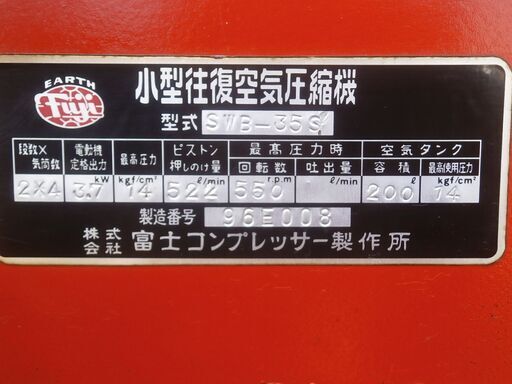 EARTH
Fuji
小型往復空気圧縮機
型式 SWB-35S
段数X気筒数 電動機定格出力 最高圧力 ピストン押しのけ量 最高圧力時 空気タンク
回転数 吐出量 容積 最高使用圧力
kW kgf/cm² ℓ/min r.p.m ℓ/min ℓ kgf/cm²
2X4 3.7 14 522 550 200 14
製造番号 96E008
株式会社 富士コンプレッサー製作所